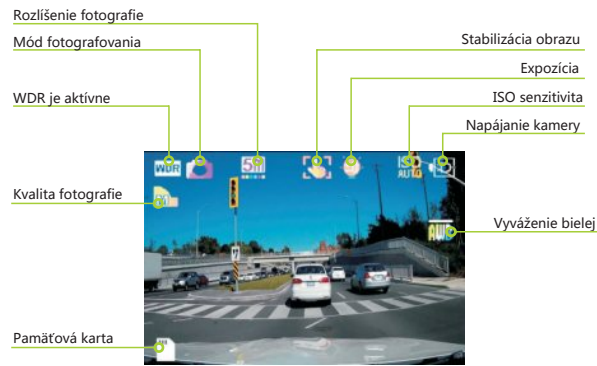 Rozlíšenie fotografie
Mód fotografovania
Stabilizácia obrazu
Expozícia
WDR je aktívne
ISO senzitivita
Napájanie kamery
WDR
5m
ISO
AUTO
Kvalita fotografie
Vyváženie bielej
AWB
Pamäťová karta